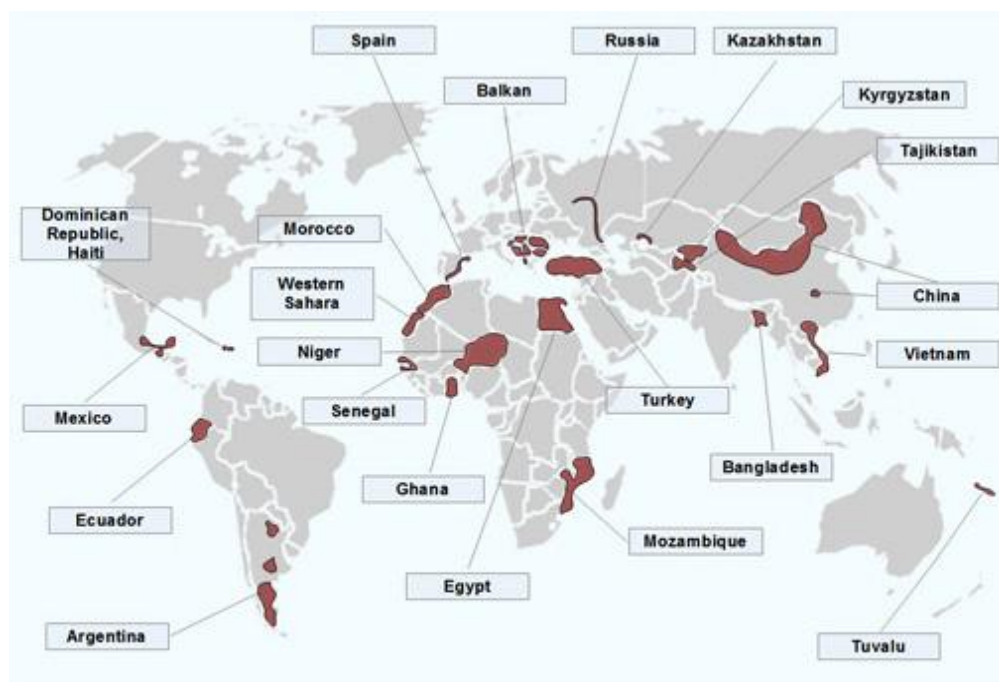 Spain
Russia
Kazakhstan
Balkan
Kyrgyzstan
Tajikistan
Dominican
Republic,
Haiti
Morocco
Western
Sahara
China
Niger
Vietnam
Senegal
Turkey
Mexico
Bangladesh
Ghana
Ecuador
Mozambique
Egypt
Argentina
Tuvalu